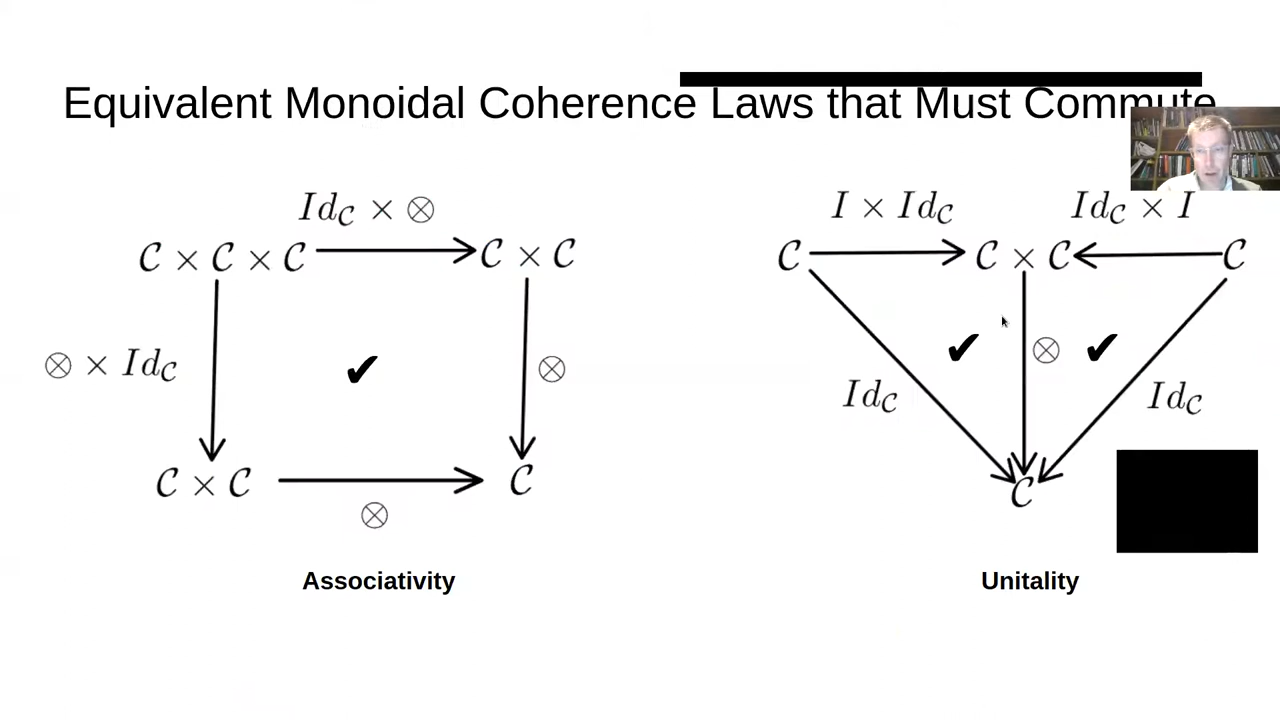 Equivalent Monoidal Coherence Laws that Must Commute
Id𝒞 × ⊗
𝒞 × 𝒞 × 𝒞
𝒞 × 𝒞
⊗ × Id𝒞
✔
⊗
𝒞 × 𝒞
𝒞
⊗
Associativity
I × Id𝒞
Id𝒞 × I
𝒞
𝒞 × 𝒞
𝒞
✔
⊗
✔
Id𝒞
Id𝒞
𝒞
Unitality